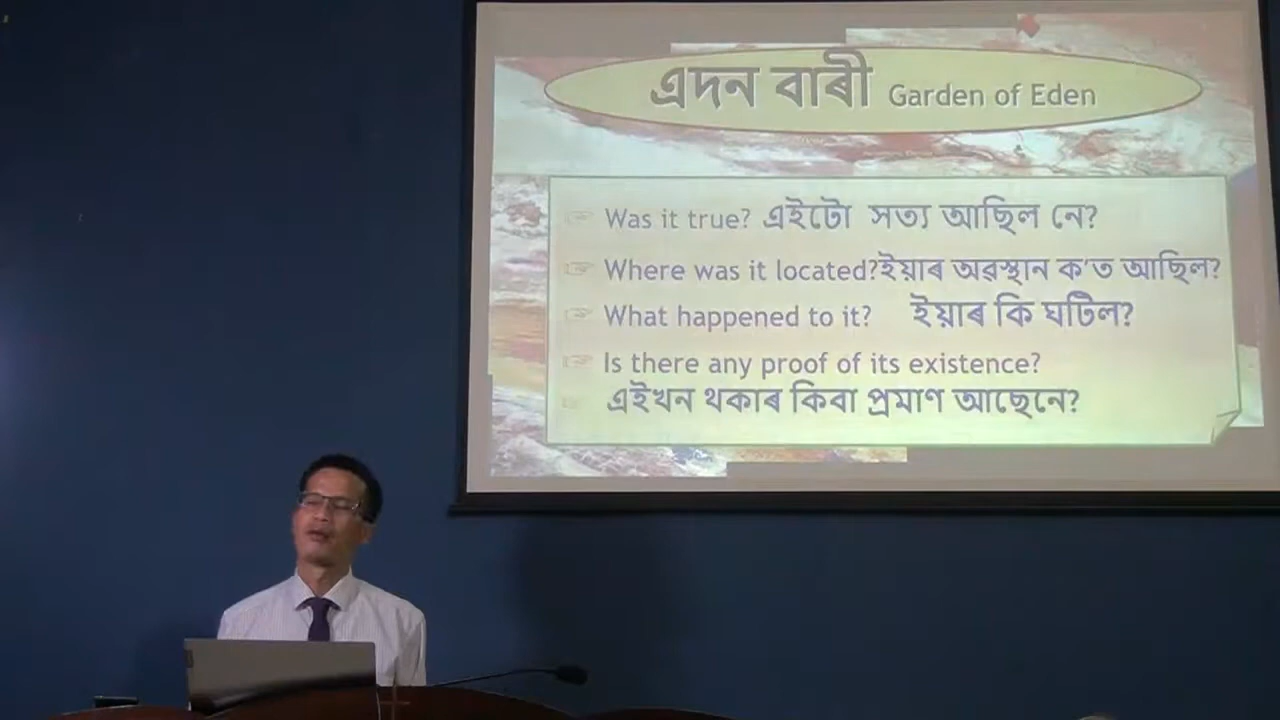 এদন বাৰী Garden of Eden
Was it true? এইটো সত্য আছিল নে?
Where was it located?ইয়াৰ অৱস্থান ক'ত আছিল?
What happened to it? ইয়াৰ কি ঘটিল?
Is there any proof of its existence?
এইখন থকাৰ কিবা প্ৰমাণ আছেনে?